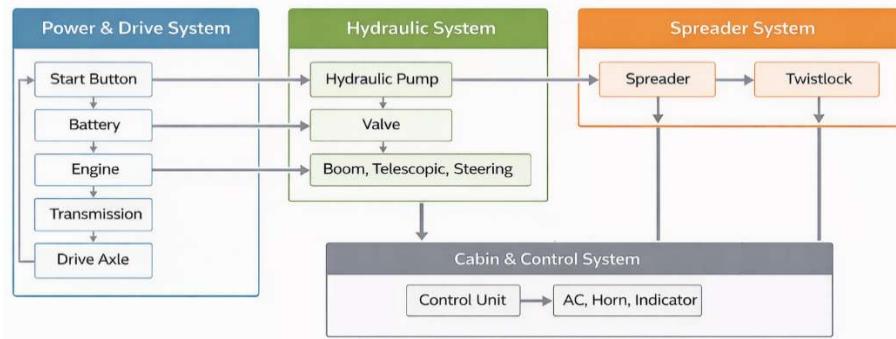 Power & Drive System
Start Button
Battery
Engine
Transmission
Drive Axle
Hydraulic System
Hydraulic Pump
Valve
Boom, Telescopic, Steering
Spreader System
Spreader
Twistlock
Cabin & Control System
Control Unit
AC, Horn, Indicator